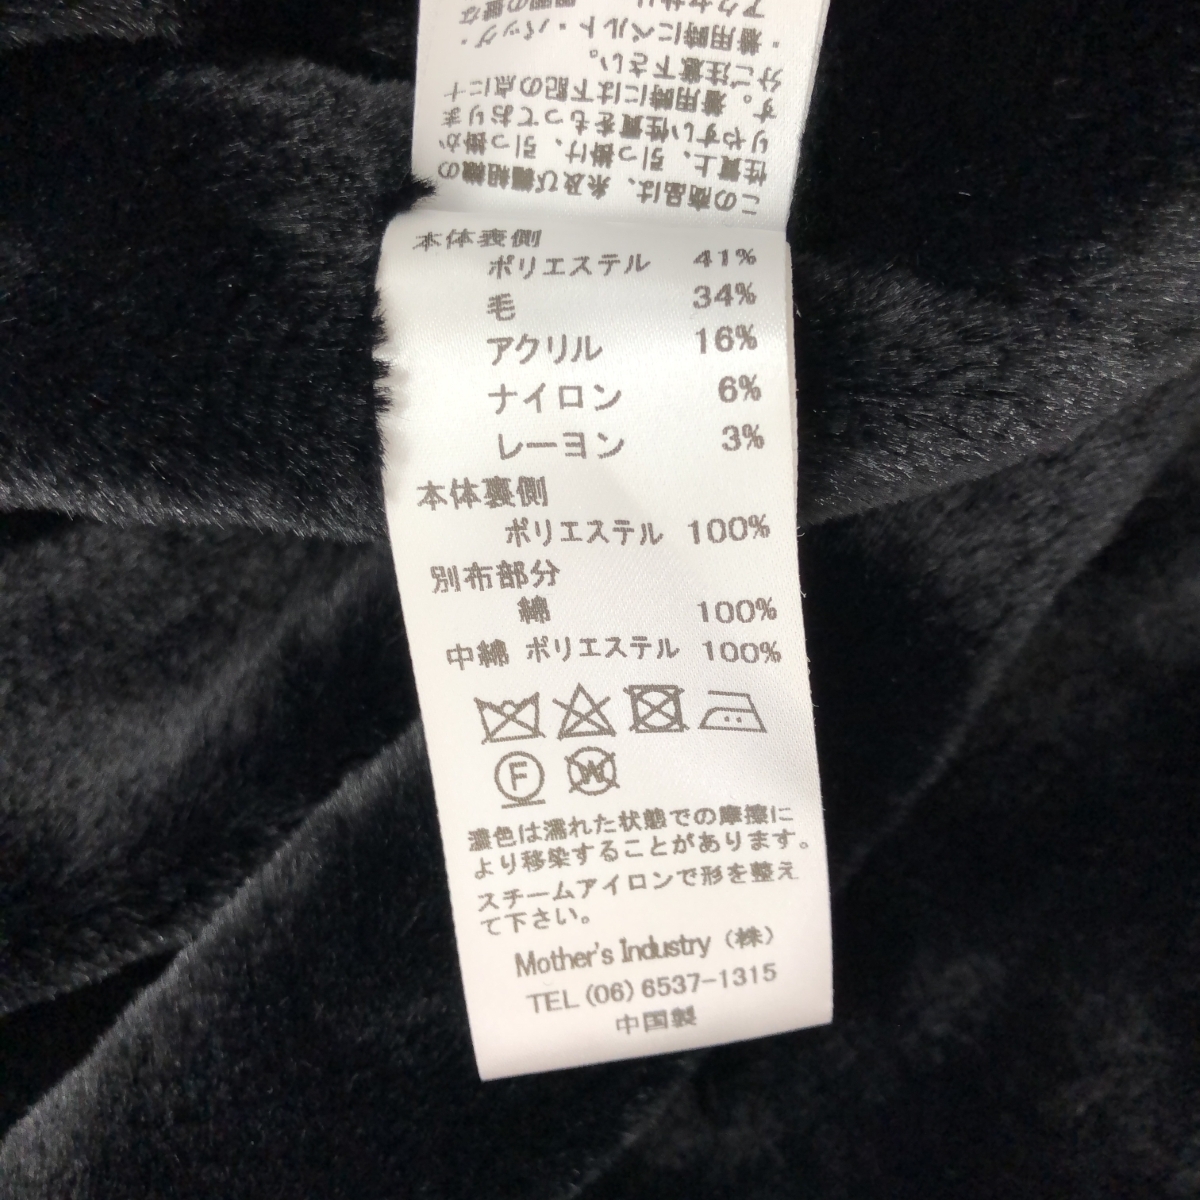 この商品は、糸及び編組織の
性質上、引っ掛け、引っ掛か
りやすい性質をもっておりま
す。着用時には下記の点に十
分ご注意下さい。
・着用時にベルト・バッグ・
本体表側
ポリエステル 41%
毛 34%
アクリル 16%
ナイロン 6%
レーヨン 3%
本体裏側
ポリエステル 100%
別布部分
綿 100%
中綿 ポリエステル 100%
F W
濃色は濡れた状態での摩擦に
より移染することがあります。
スチームアイロンで形を整え
て下さい。
Mother's Industry（株）
TEL(06)6537-1315
中国製